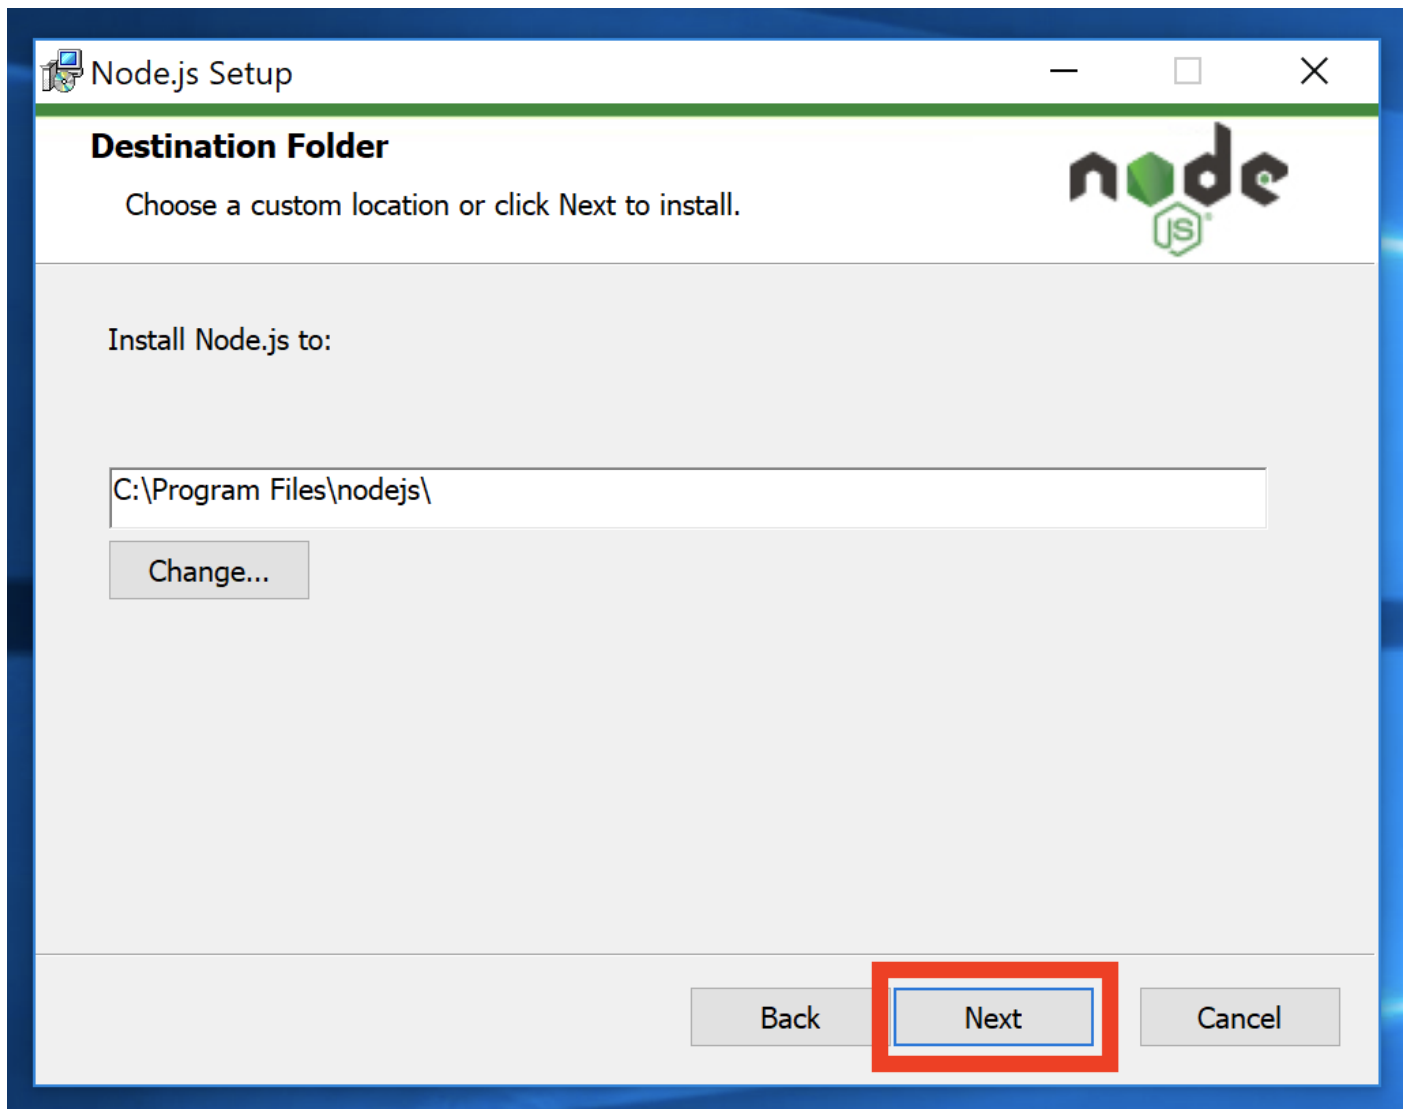 Node.js Setup
Destination Folder
Choose a custom location or click Next to install.
node
JS
Install Node.js to:
C:\Program Files\nodejs\
Change...
Back
Next
Cancel